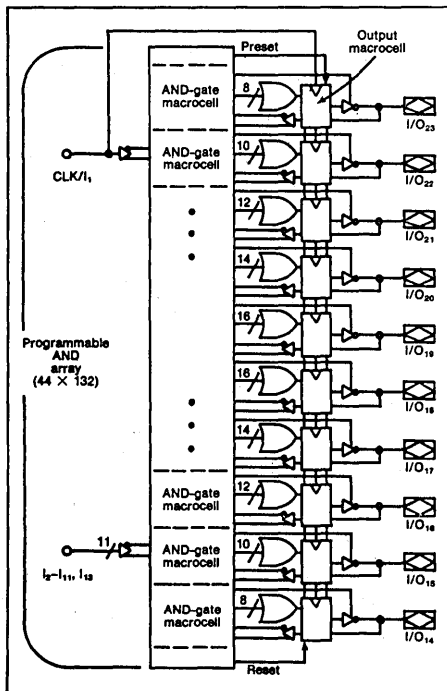 Preset
Output
macrocell
AND-gate
macrocell
8
I/O23
AND-gate
macrocell
10
I/O22
CLK/I1
12
I/O21
14
I/O20
16
I/O19
Programmable
AND
array
(44 × 132)
16
I/O18
14
I/O17
AND-gate
macrocell
12
I/O16
11
I2–I11, I13
AND-gate
macrocell
10
I/O15
AND-gate
macrocell
8
I/O14
Reset